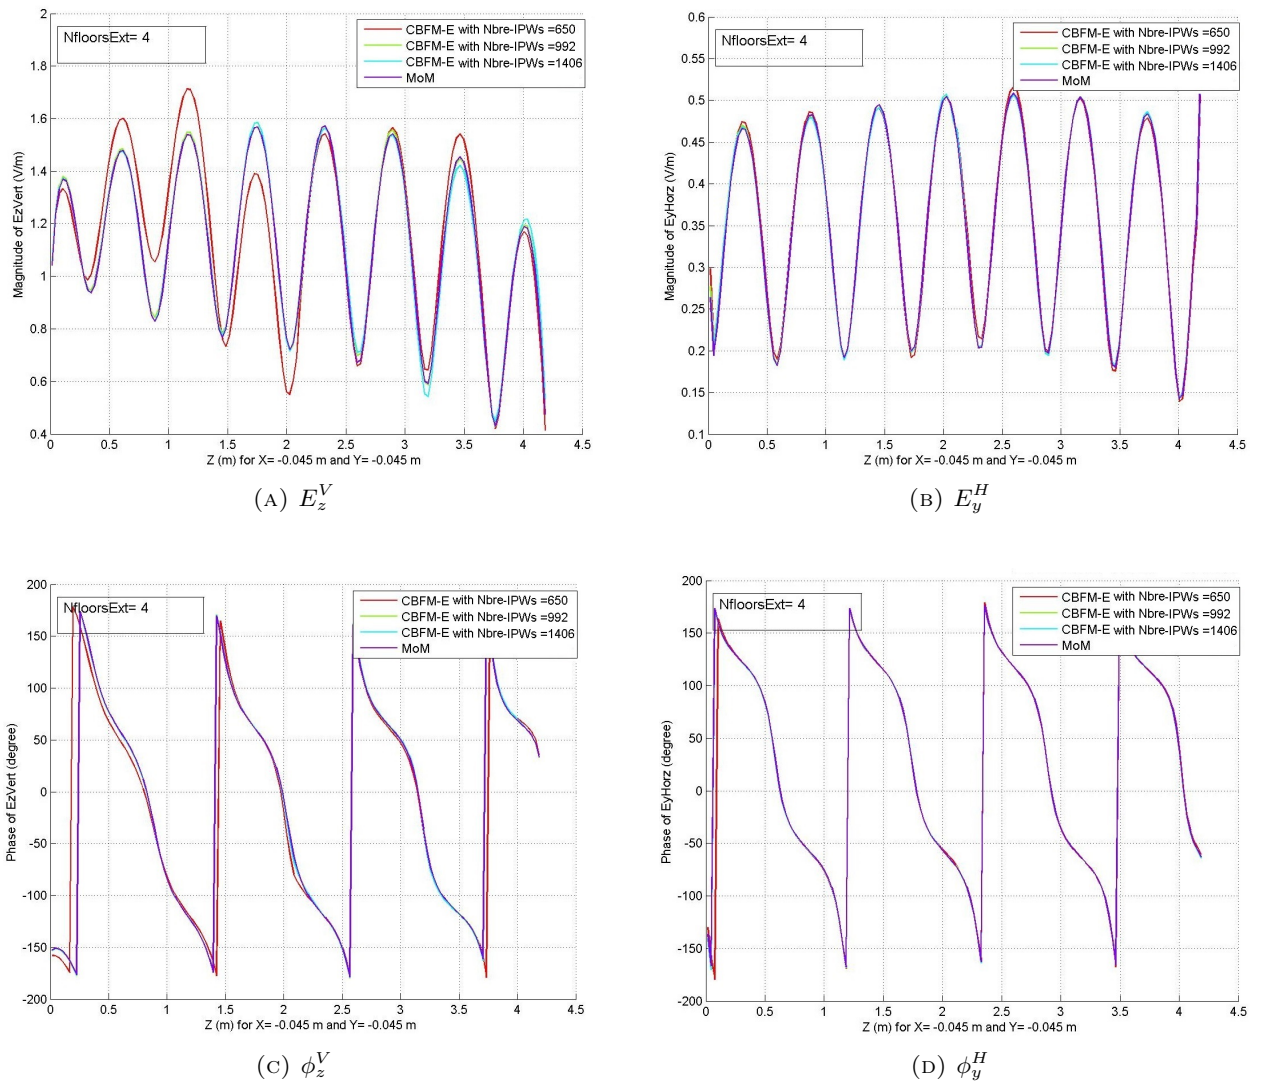 NfloorsExt= 4
CBFM-E with Nbre-IPWs =650
CBFM-E with Nbre-IPWs =992
CBFM-E with Nbre-IPWs =1406
MoM
Magnitude of EzVert (V/m)
2
1.8
1.6
1.4
1.2
1
0.8
0.6
0.4
0 0.5 1 1.5 2 2.5 3 3.5 4 4.5
Z (m) for X= -0.045 m and Y= -0.045 m
(A) $E_z^V$
NfloorsExt= 4
CBFM-E with Nbre-IPWs =650
CBFM-E with Nbre-IPWs =992
CBFM-E with Nbre-IPWs =1406
MoM
Magnitude of EyHorz (V/m)
0.6
0.55
0.5
0.45
0.4
0.35
0.3
0.25
0.2
0.15
0.1
0 0.5 1 1.5 2 2.5 3 3.5 4 4.5
Z (m) for X= -0.045 m and Y= -0.045 m
(B) $E_y^H$
NfloorsExt= 4
CBFM-E with Nbre-IPWs =650
CBFM-E with Nbre-IPWs =992
CBFM-E with Nbre-IPWs =1406
MoM
Phase of EzVert (degree)
200
150
100
50
0
-50
-100
-150
-200
0 0.5 1 1.5 2 2.5 3 3.5 4 4.5
Z (m) for X= -0.045 m and Y= -0.045 m
(C) $\phi_z^V$
NfloorsExt= 4
CBFM-E with Nbre-IPWs =650
CBFM-E with Nbre-IPWs =992
CBFM-E with Nbre-IPWs =1406
MoM
Phase of EyHorz (degree)
200
150
100
50
0
-50
-100
-150
-200
0 0.5 1 1.5 2 2.5 3 3.5 4 4.5
Z (m) for X= -0.045 m and Y= -0.045 m
(D) $\phi_y^H$